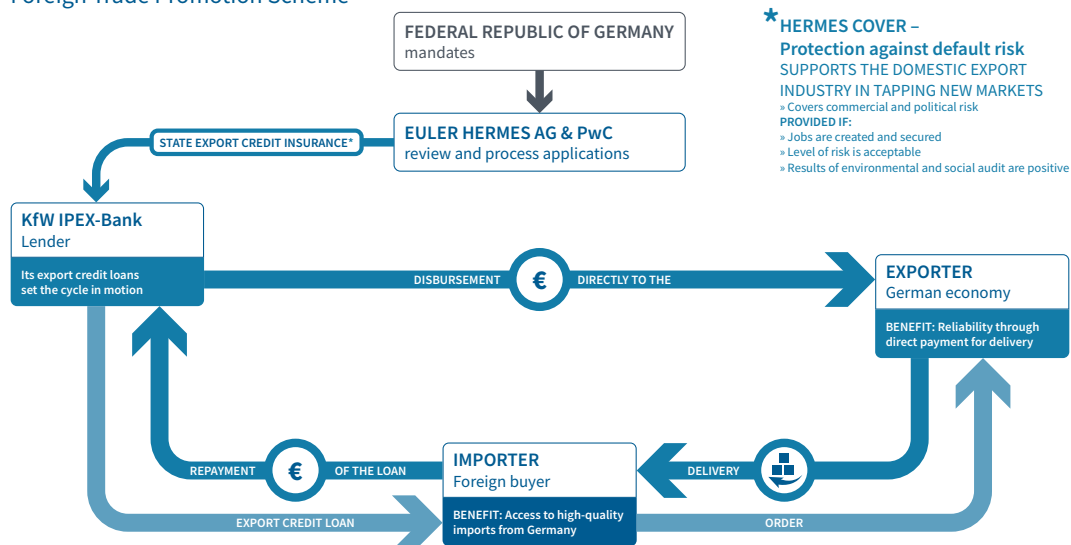 Foreign Trade Promotion Scheme
FEDERAL REPUBLIC OF GERMANY
mandates
* HERMES COVER –
Protection against default risk
SUPPORTS THE DOMESTIC EXPORT
INDUSTRY IN TAPPING NEW MARKETS
» Covers commercial and political risk
PROVIDED IF:
» Jobs are created and secured
» Level of risk is acceptable
» Results of environmental and social audit are positive
EULER HERMES AG & PwC
review and process applications
STATE EXPORT CREDIT INSURANCE*
KfW IPEX-Bank
Lender
Its export credit loans
set the cycle in motion
DISBURSEMENT € DIRECTLY TO THE
EXPORTER
German economy
BENEFIT: Reliability through
direct payment for delivery
REPAYMENT € OF THE LOAN
IMPORTER
Foreign buyer
BENEFIT: Access to high-quality
imports from Germany
DELIVERY
EXPORT CREDIT LOAN
ORDER